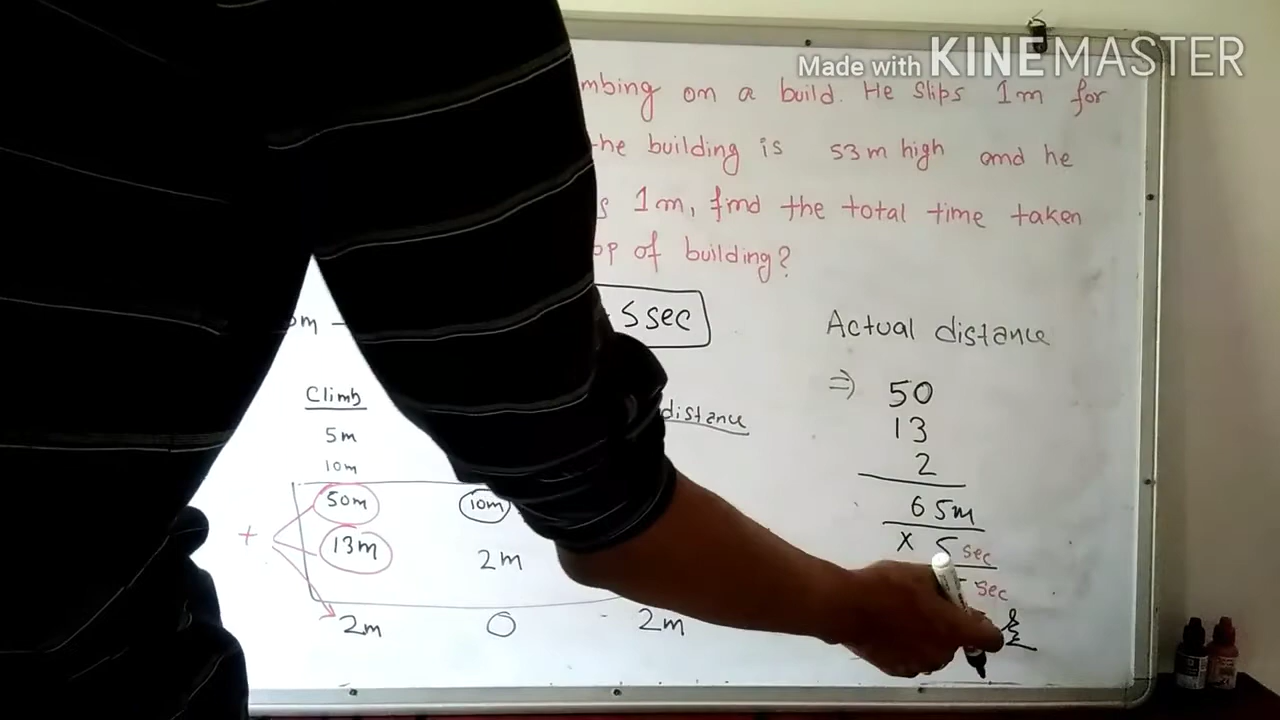 Made with KINEMASTER
on a build. He slips 1m for
building is 53m high and he
1m, find the total time taken
of building?
5 sec
Actual distance
⇒ 50
13
2
65m
x 5 sec
sec
Climb
distance
5m
10m
50m 10m
+ 13m 2m
2m 0 2m